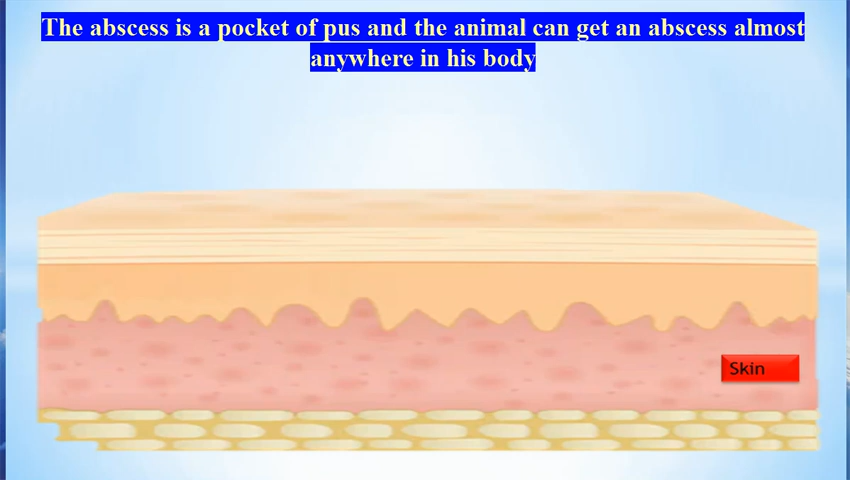 The abscess is a pocket of pus and the animal can get an abscess almost
anywhere in his body
Skin